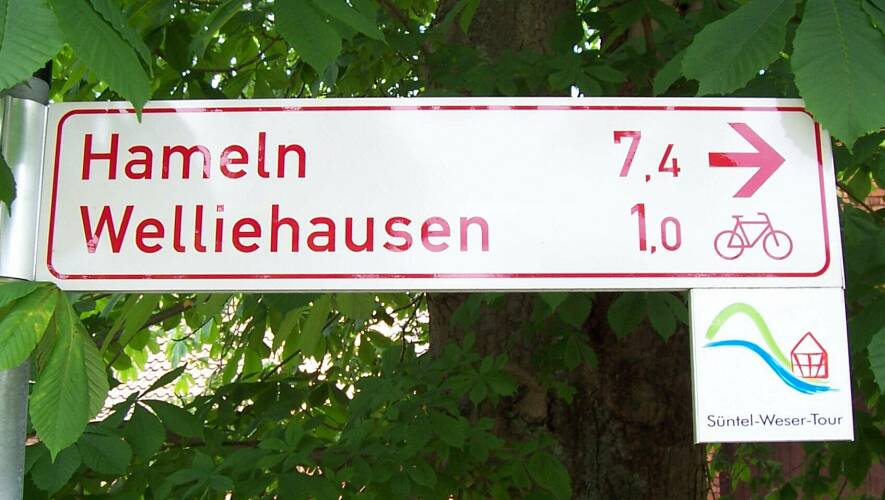 Hameln 7,4
Welliehausen 1,0
Süntel-Weser-Tour